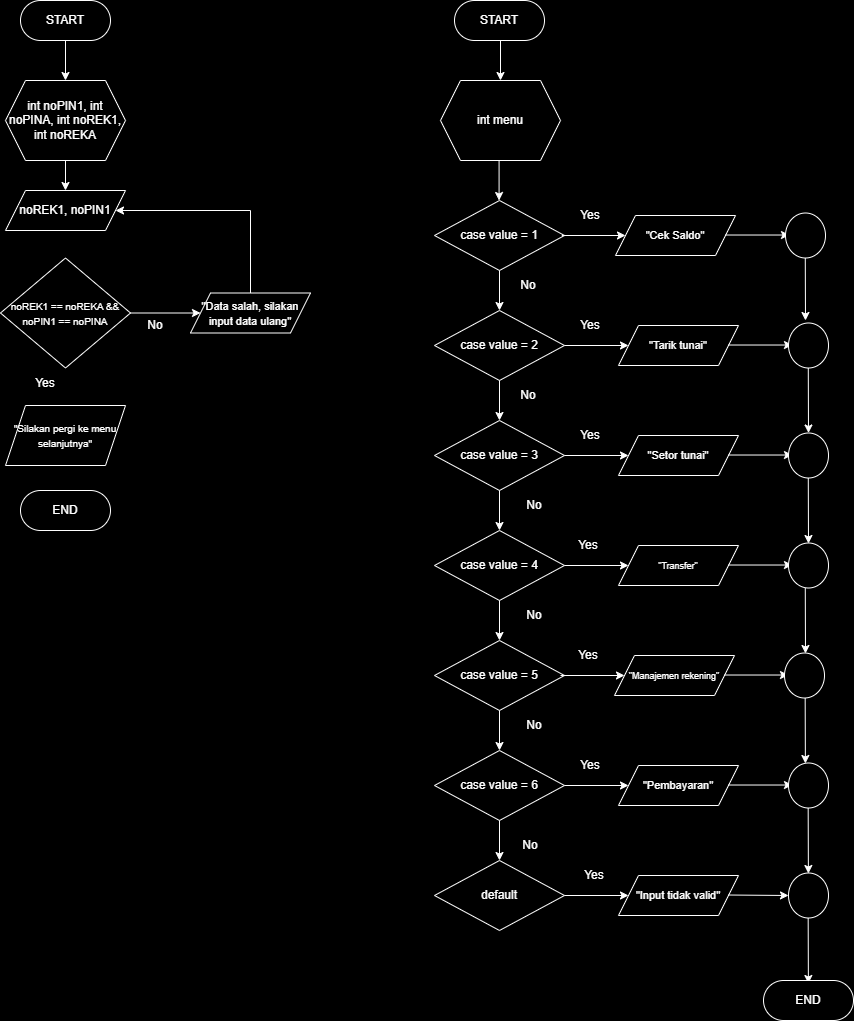 START
int noPIN1, int
noPINA, int noREK1,
int noREKA
noREK1, noPIN1
noREK1 == noREKA &&
noPIN1 == noPINA
No
"Data salah, silakan
input data ulang"
Yes
"Silakan pergi ke menu
selanjutnya"
END
START
int menu
case value = 1
Yes
"Cek Saldo"
No
case value = 2
Yes
"Tarik tunai"
No
case value = 3
Yes
"Setor tunai"
No
case value = 4
Yes
"Transfer"
No
case value = 5
Yes
"Manajemen rekening"
No
case value = 6
Yes
"Pembayaran"
No
default
Yes
"Input tidak valid"
END